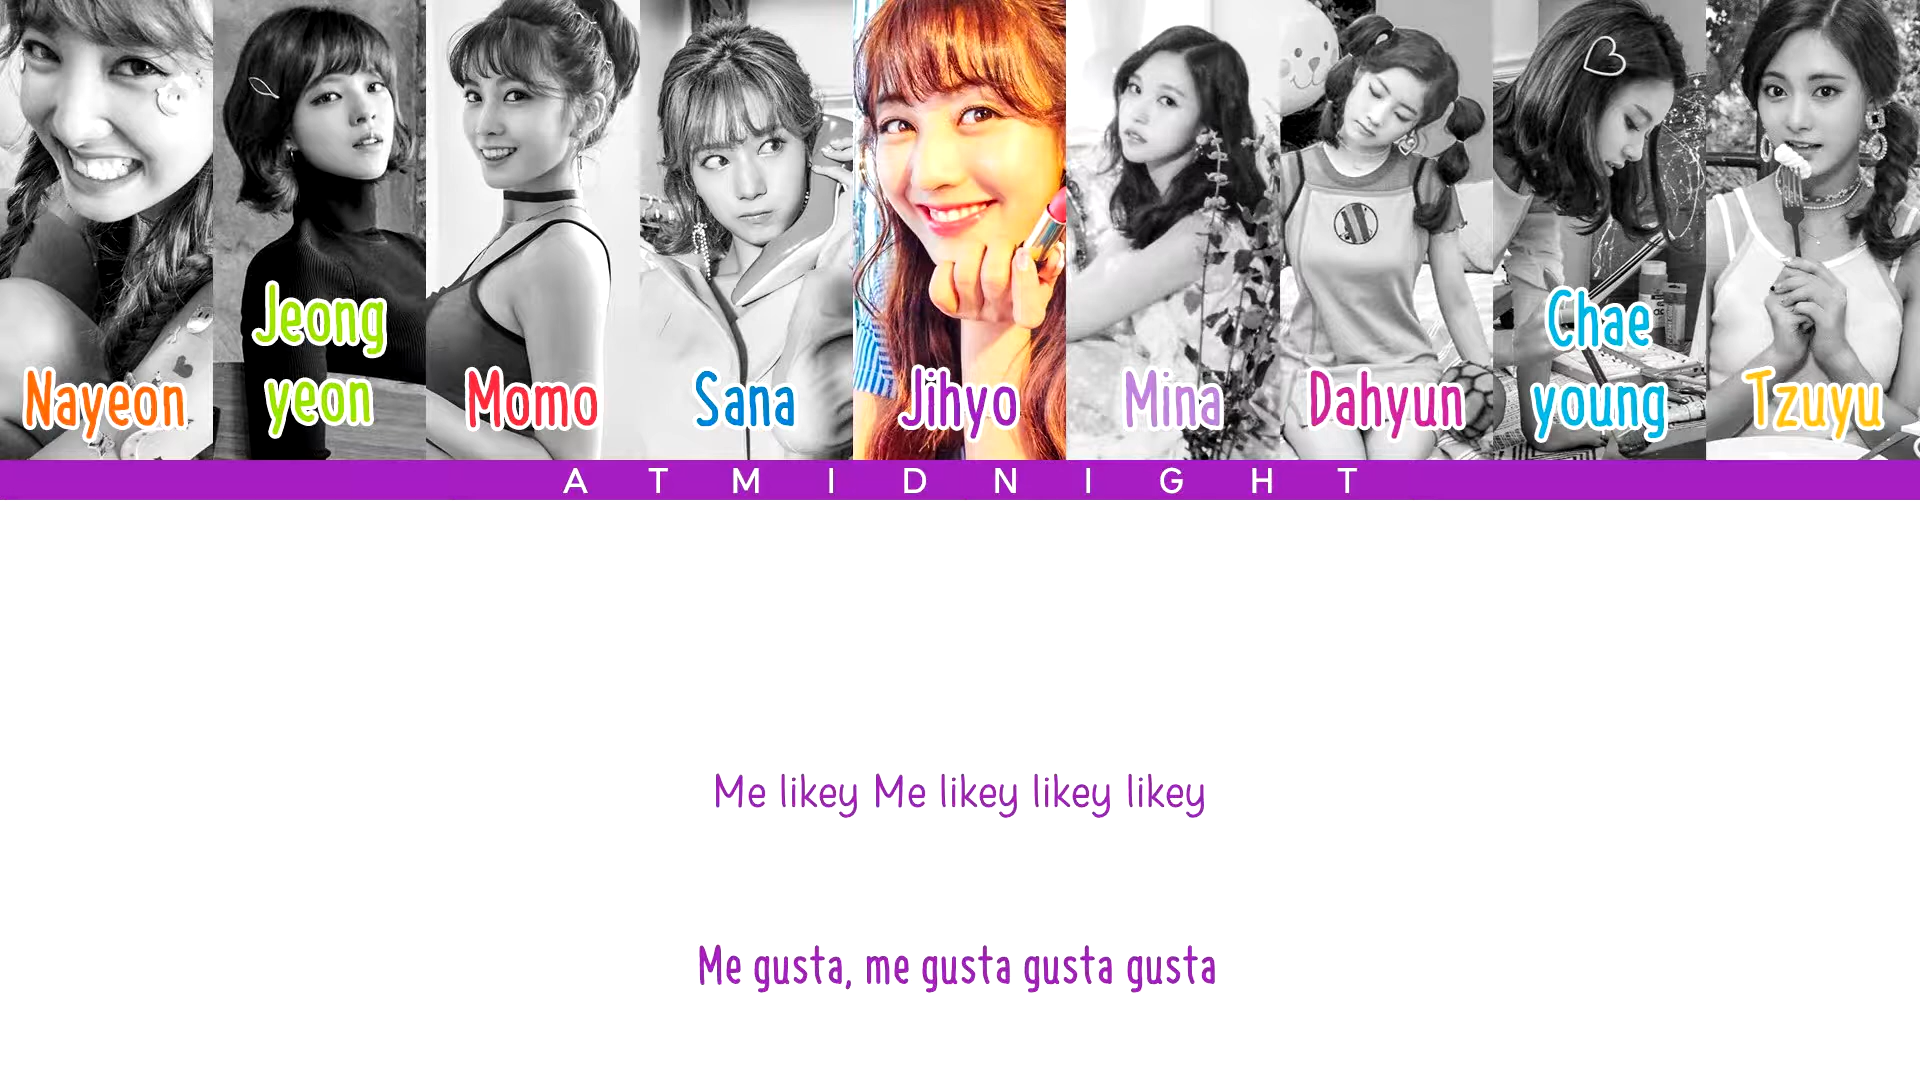 Nayeon
Jeong
yeon
Momo
Sana
Jihyo
Mina
Dahyun
Chae
young
Tzuyu
ATMIDNIGHT
Me likey Me likey likey likey
Me gusta, me gusta gusta gusta